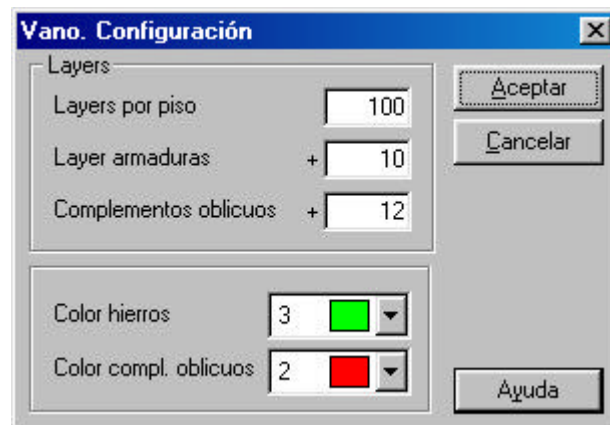 Vano. Configuración
Layers
Layers por piso 100
Layer armaduras + 10
Complementos oblicuos + 12
Color hierros 3
Color compl. oblicuos 2
Aceptar
Cancelar
Ayuda